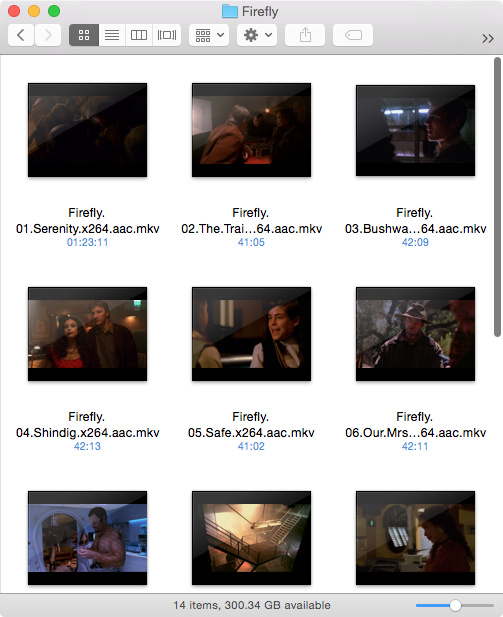 Firefly
Firefly.
01.Serenity.x264.aac.mkv
01:23:11
Firefly.
02.The.Trai...64.aac.mkv
41:05
Firefly.
03.Bushwa...64.aac.mkv
42:09
Firefly.
04.Shindig.x264.aac.mkv
42:13
Firefly.
05.Safe.x264.aac.mkv
41:02
Firefly.
06.Our.Mrs...64.aac.mkv
42:11
14 items, 300.34 GB available